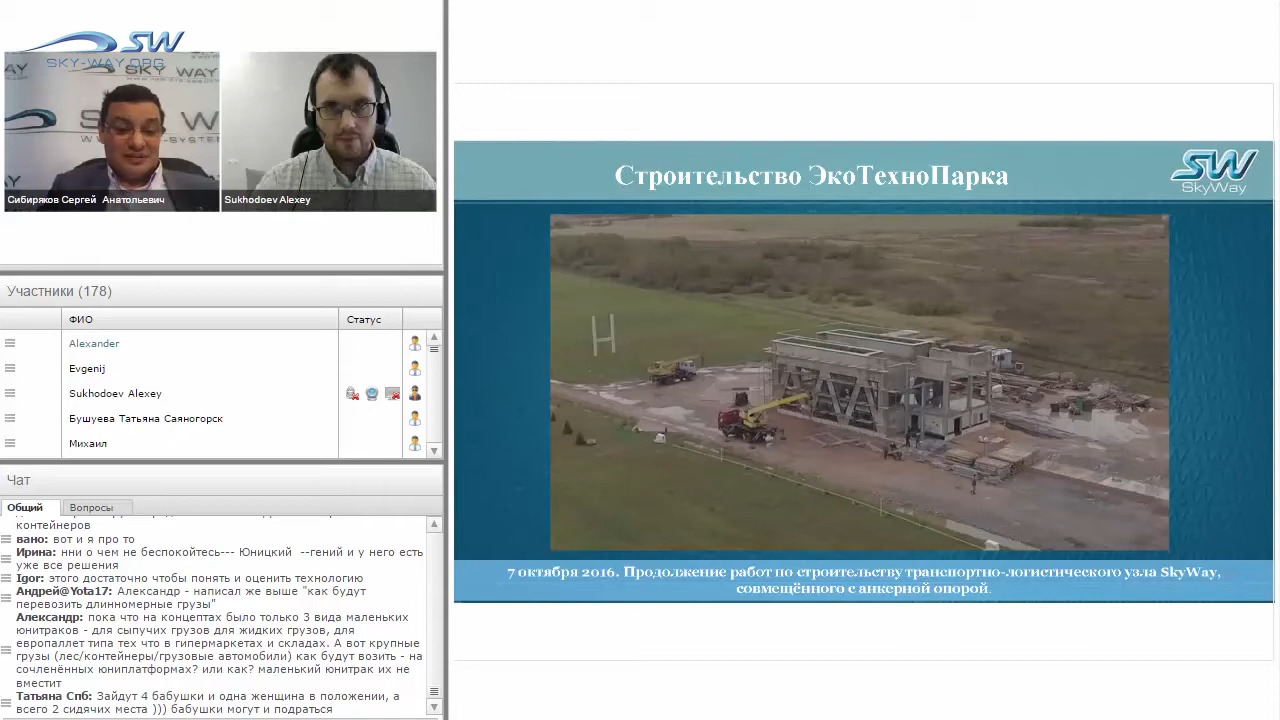 SW
SKY-WAY.ORG
SKY WAY
Сибиряков Сергей Анатольевич
Sukhodoev Alexey
Участники (178)
ФИО
Статус
Alexander
Evgenij
Sukhodoev Alexey
Бушуева Татьяна Саяногорск
Михаил
Чат
Общий
Вопросы
контейнеров
вано: вот и я про то
Ирина: нни о чем не беспокойтесь--- Юницкий --гений и у него есть
уже все решения
Igor: этого достаточно чтобы понять и оценить технологию
Андрей@Yota17: Александр - написал же выше "как будут
перевозить длинномерные грузы"
Александр: пока что на концептах было только 3 вида маленьких
юнитраков - для сыпучих грузов для жидких грузов, для
европаллет типа тех что в гипермаркетах и складах. А вот крупные
грузы (лес/контейнеры/грузовые автомобили) как будут возить - на
сочленённых юниплатформах? или как? маленький юнитрак их не
вместит
Татьяна Спб: Зайдут 4 бабушки и одна женщина в положении, а
всего 2 сидячих места ))) бабушки могут и подраться
Строительство ЭкоТехноПарка
SW
SkyWay
7 октября 2016. Продолжение работ по строительству транспортно-логистического узла SkyWay,
совмещённого с анкерной опорой.